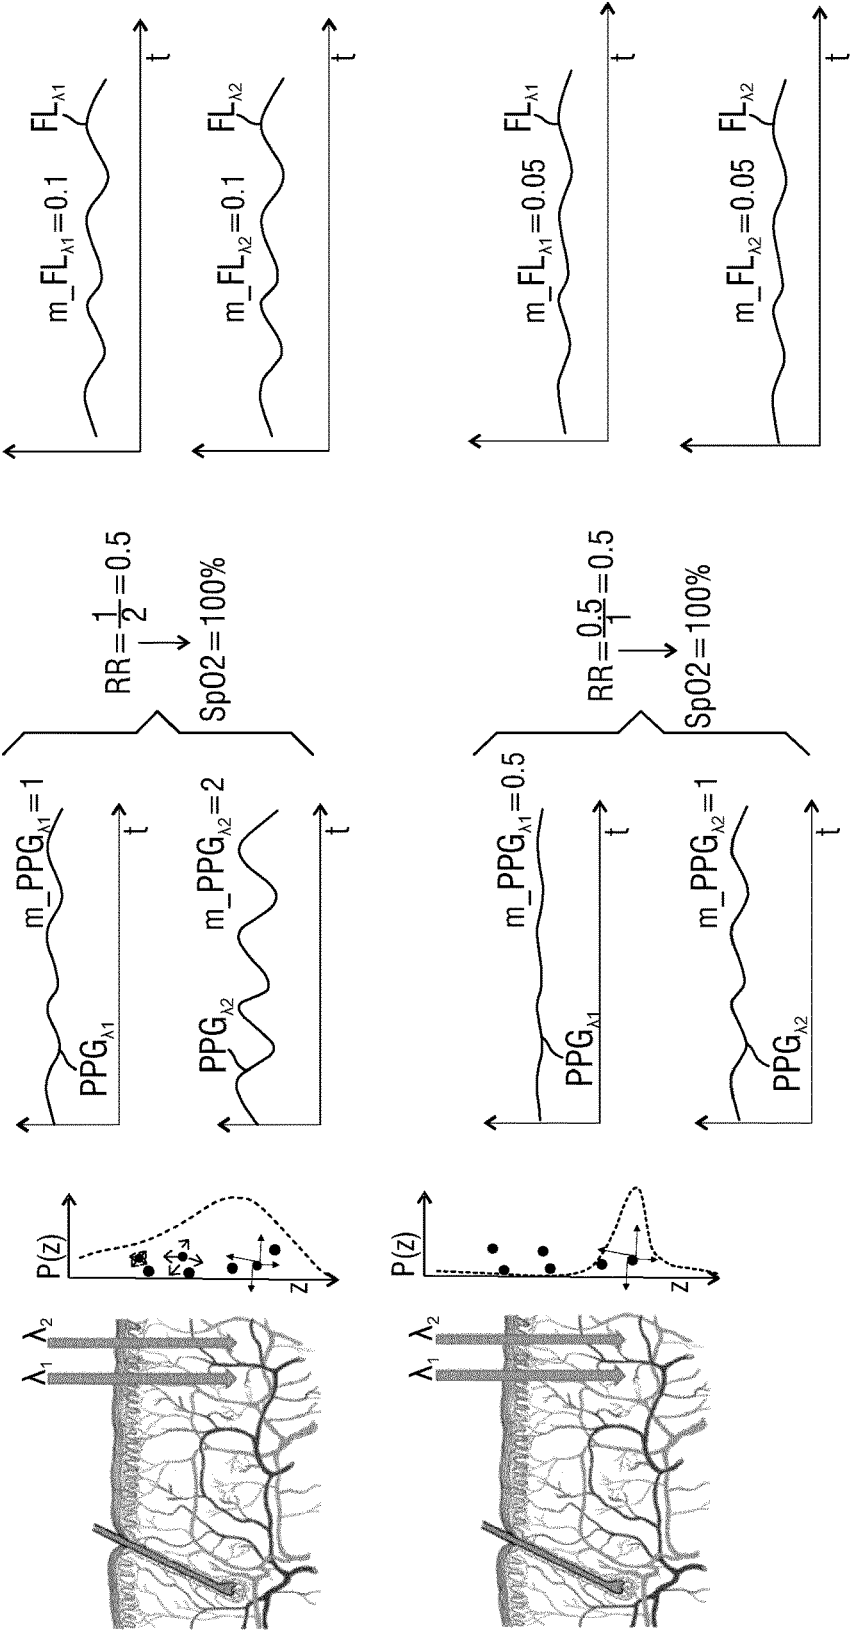 λ₁ λ₂
P(z)
z
m_PPGλ1=1
PPGλ1
t
m_PPGλ2=2
PPGλ2
t
RR=1/2=0.5
SpO2=100%
m_FLλ1=0.1
FLλ1
t
m_FLλ2=0.1
FLλ2
t
λ₁ λ₂
P(z)
z
m_PPGλ1=0.5
PPGλ1
t
m_PPGλ2=1
PPGλ2
t
RR=0.5/1=0.5
SpO2=100%
m_FLλ1=0.05
FLλ1
t
m_FLλ2=0.05
FLλ2
t